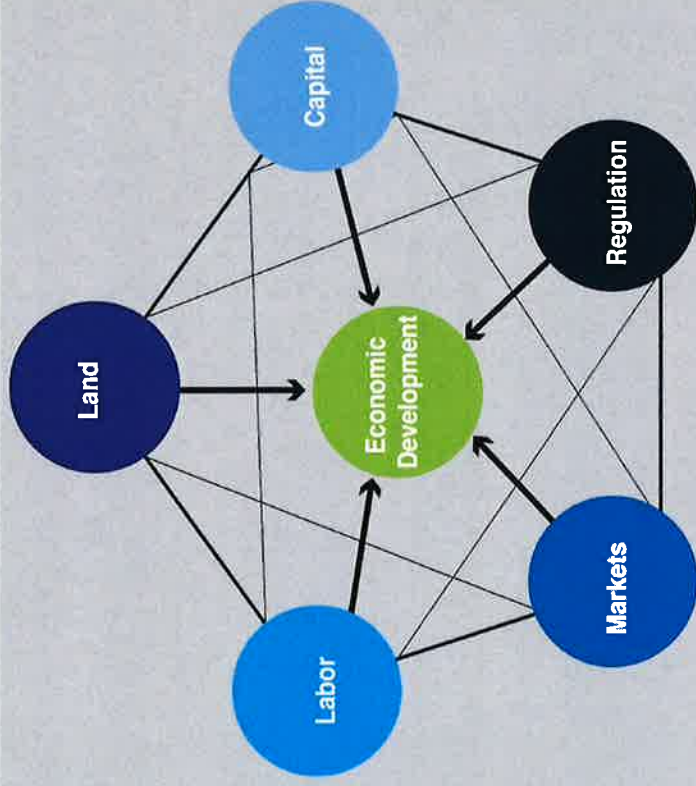 Land
Capital
Economic
Development
Labor
Regulation
Markets